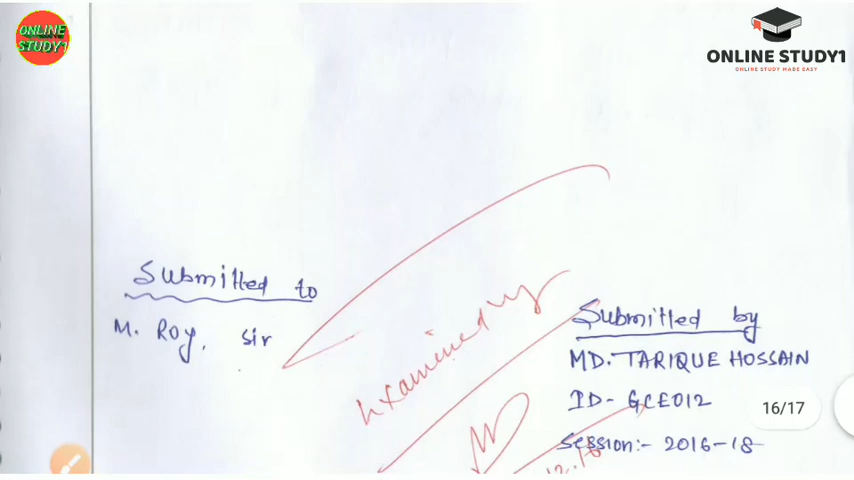 ONLINE
STUDY1
ONLINE STUDY1
ONLINE STUDY MADE EASY
Submitted to
M. Roy, Sir
Examined by
Submitted by
MD. TARIQUE HOSSAIN
ID- GCE012
16/17
Session:- 2016-18